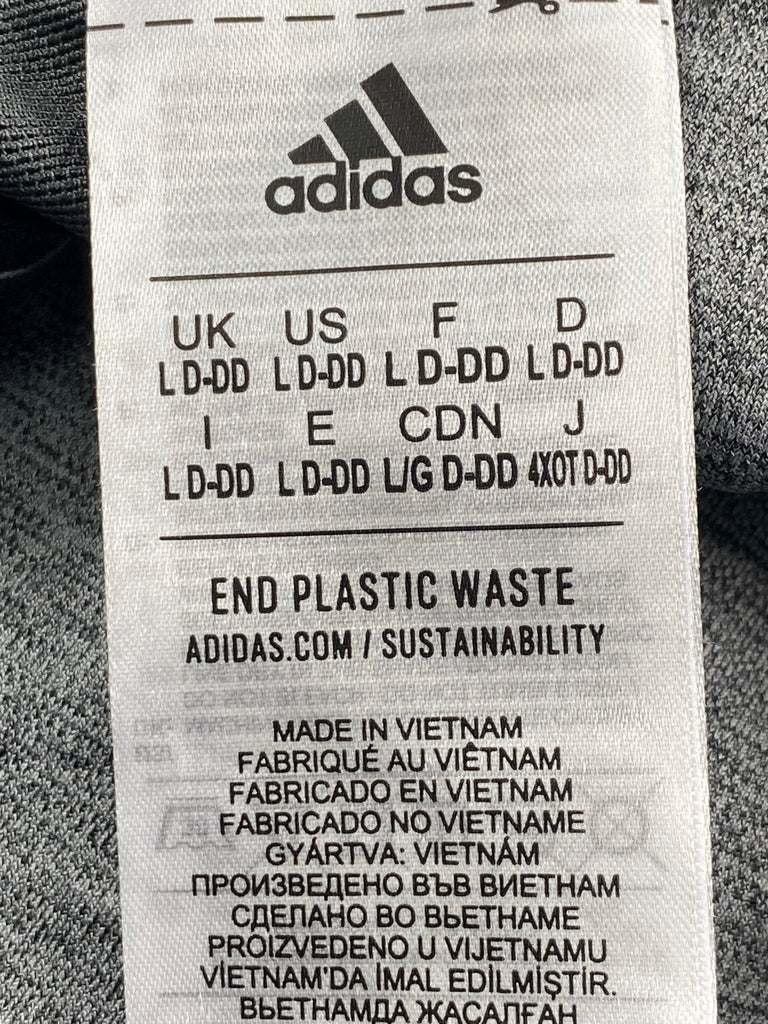 adidas
UK US F D
L D-DD L D-DD L D-DD L D-DD
I E CDN J
L D-DD L D-DD L/G D-DD 4XOT D-DD
END PLASTIC WASTE
ADIDAS.COM / SUSTAINABILITY
MADE IN VIETNAM
FABRIQUÉ AU VIÊTNAM
FABRICADO EN VIETNAM
FABRICADO NO VIETNAME
GYÁRTVA: VIETNÁM
ПРОИЗВЕДЕНО ВЪВ ВИЕТНАМ
СДЕЛАНО ВО ВЬЕТНАМЕ
PROIZVEDENO U VIJETNAMU
VİETNAM'DA İMAL EDİLMİŞTİR.
ВЬЕТНАМДА ЖАСАЛҒАН